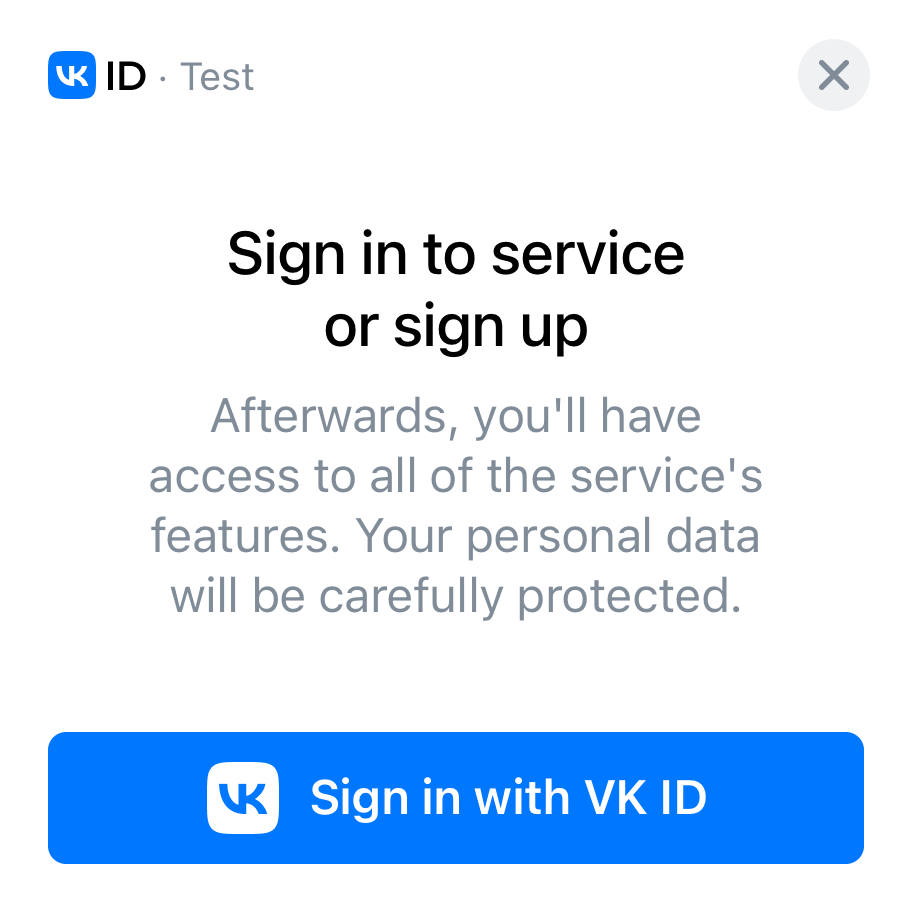 VK ID · Test
Sign in to service
or sign up
Afterwards, you'll have
access to all of the service's
features. Your personal data
will be carefully protected.
VK Sign in with VK ID